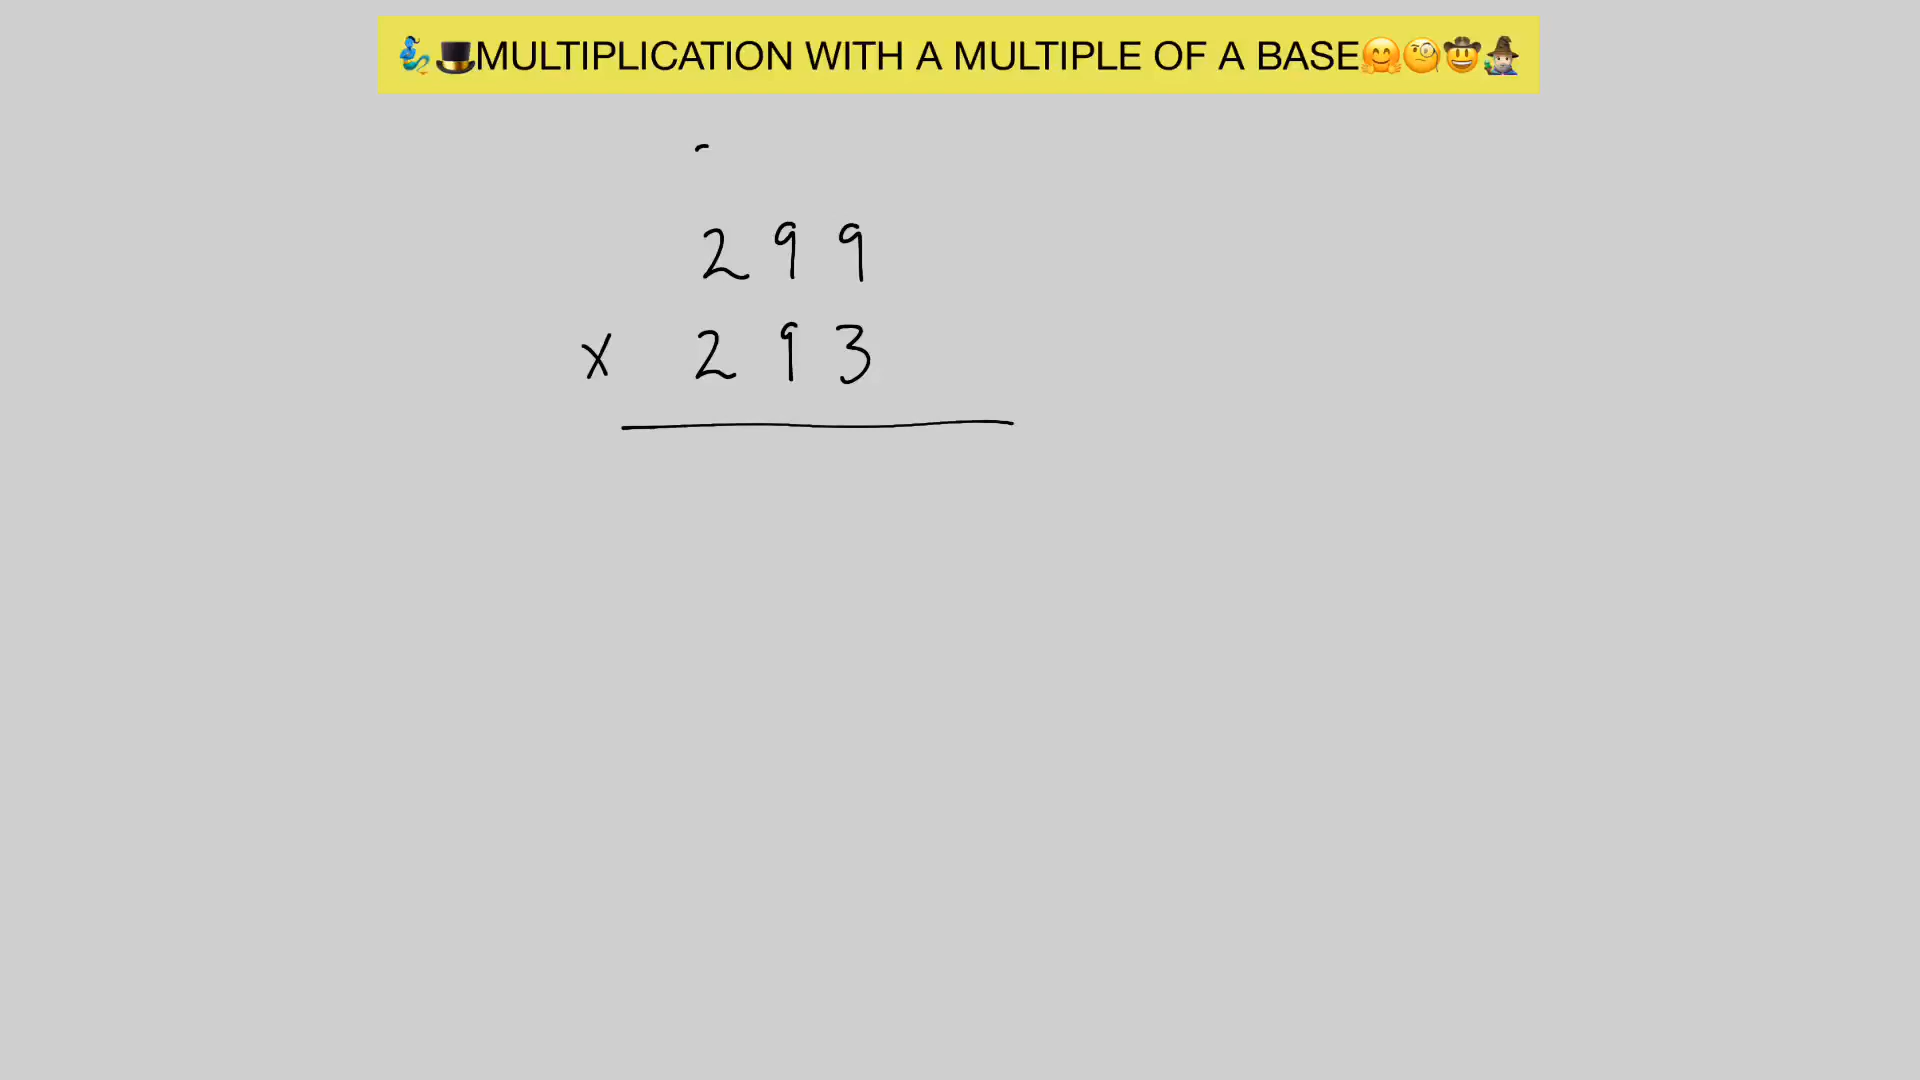 🧞‍♂️🎩MULTIPLICATION WITH A MULTIPLE OF A BASE🤗🧐🤠🧙🏻‍♂️
299
x 293